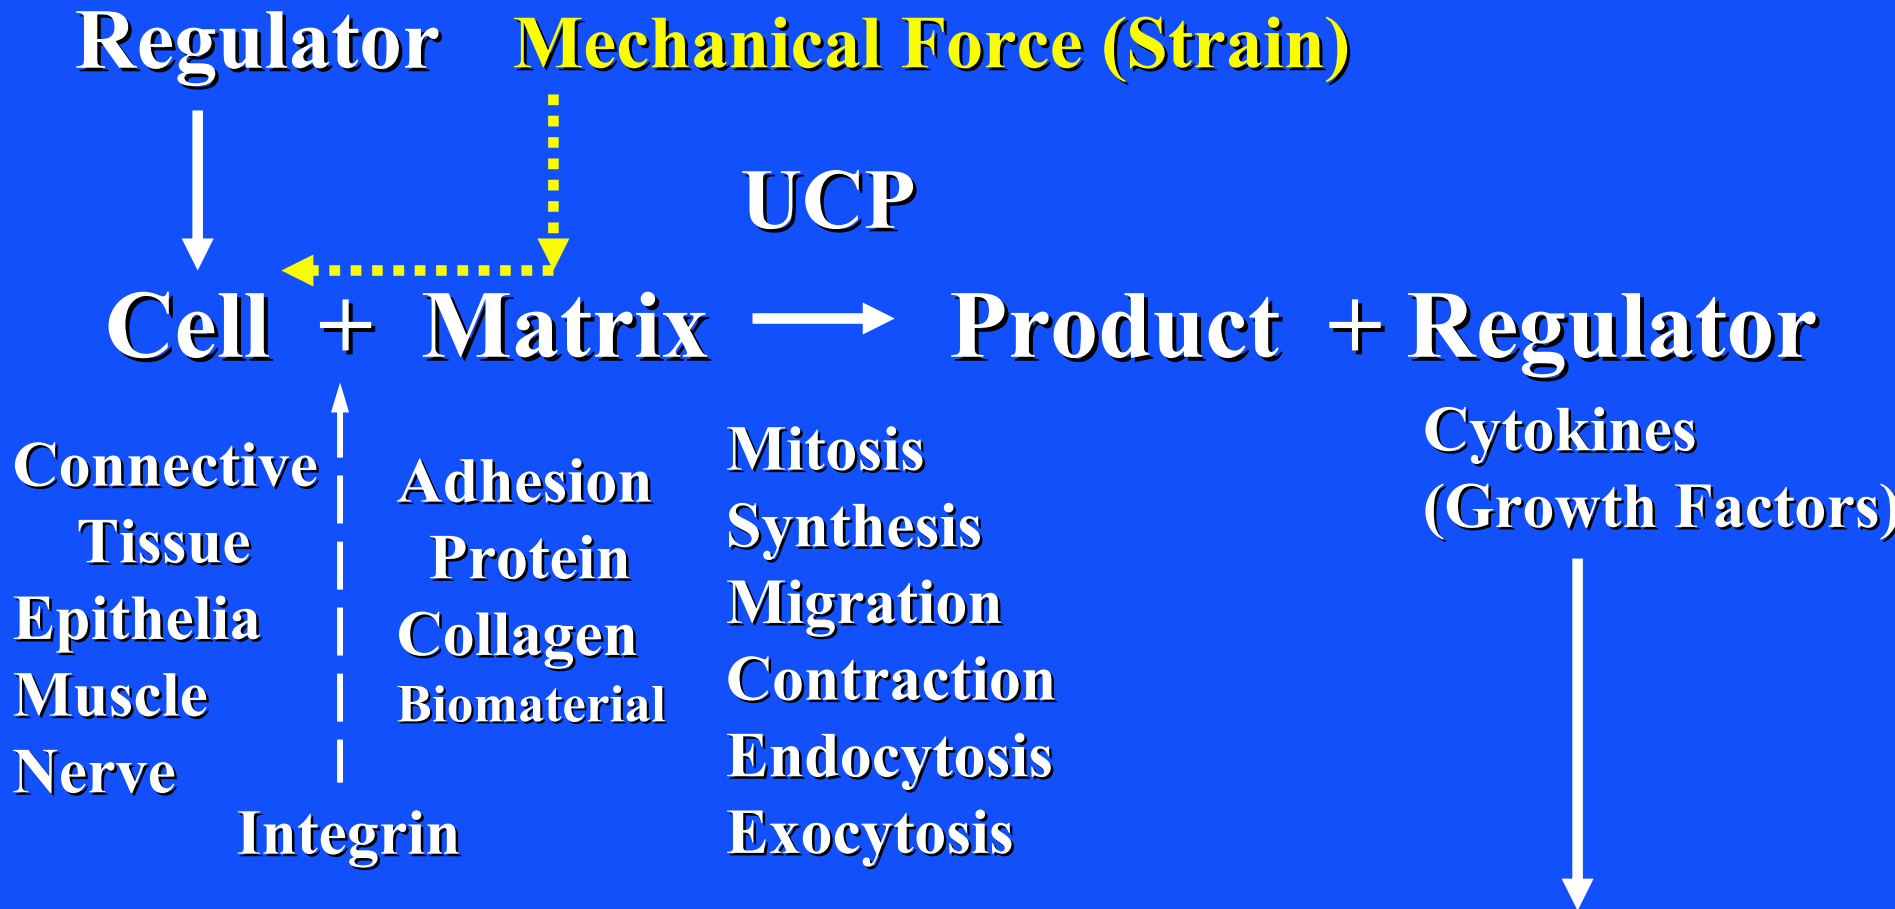 Regulator Mechanical Force (Strain)
UCP
Cell + Matrix Product + Regulator
Connective
Tissue
Epithelia
Muscle
Nerve
Integrin
Adhesion
Protein
Collagen
Biomaterial
Mitosis
Synthesis
Migration
Contraction
Endocytosis
Exocytosis
Cytokines
(Growth Factors)